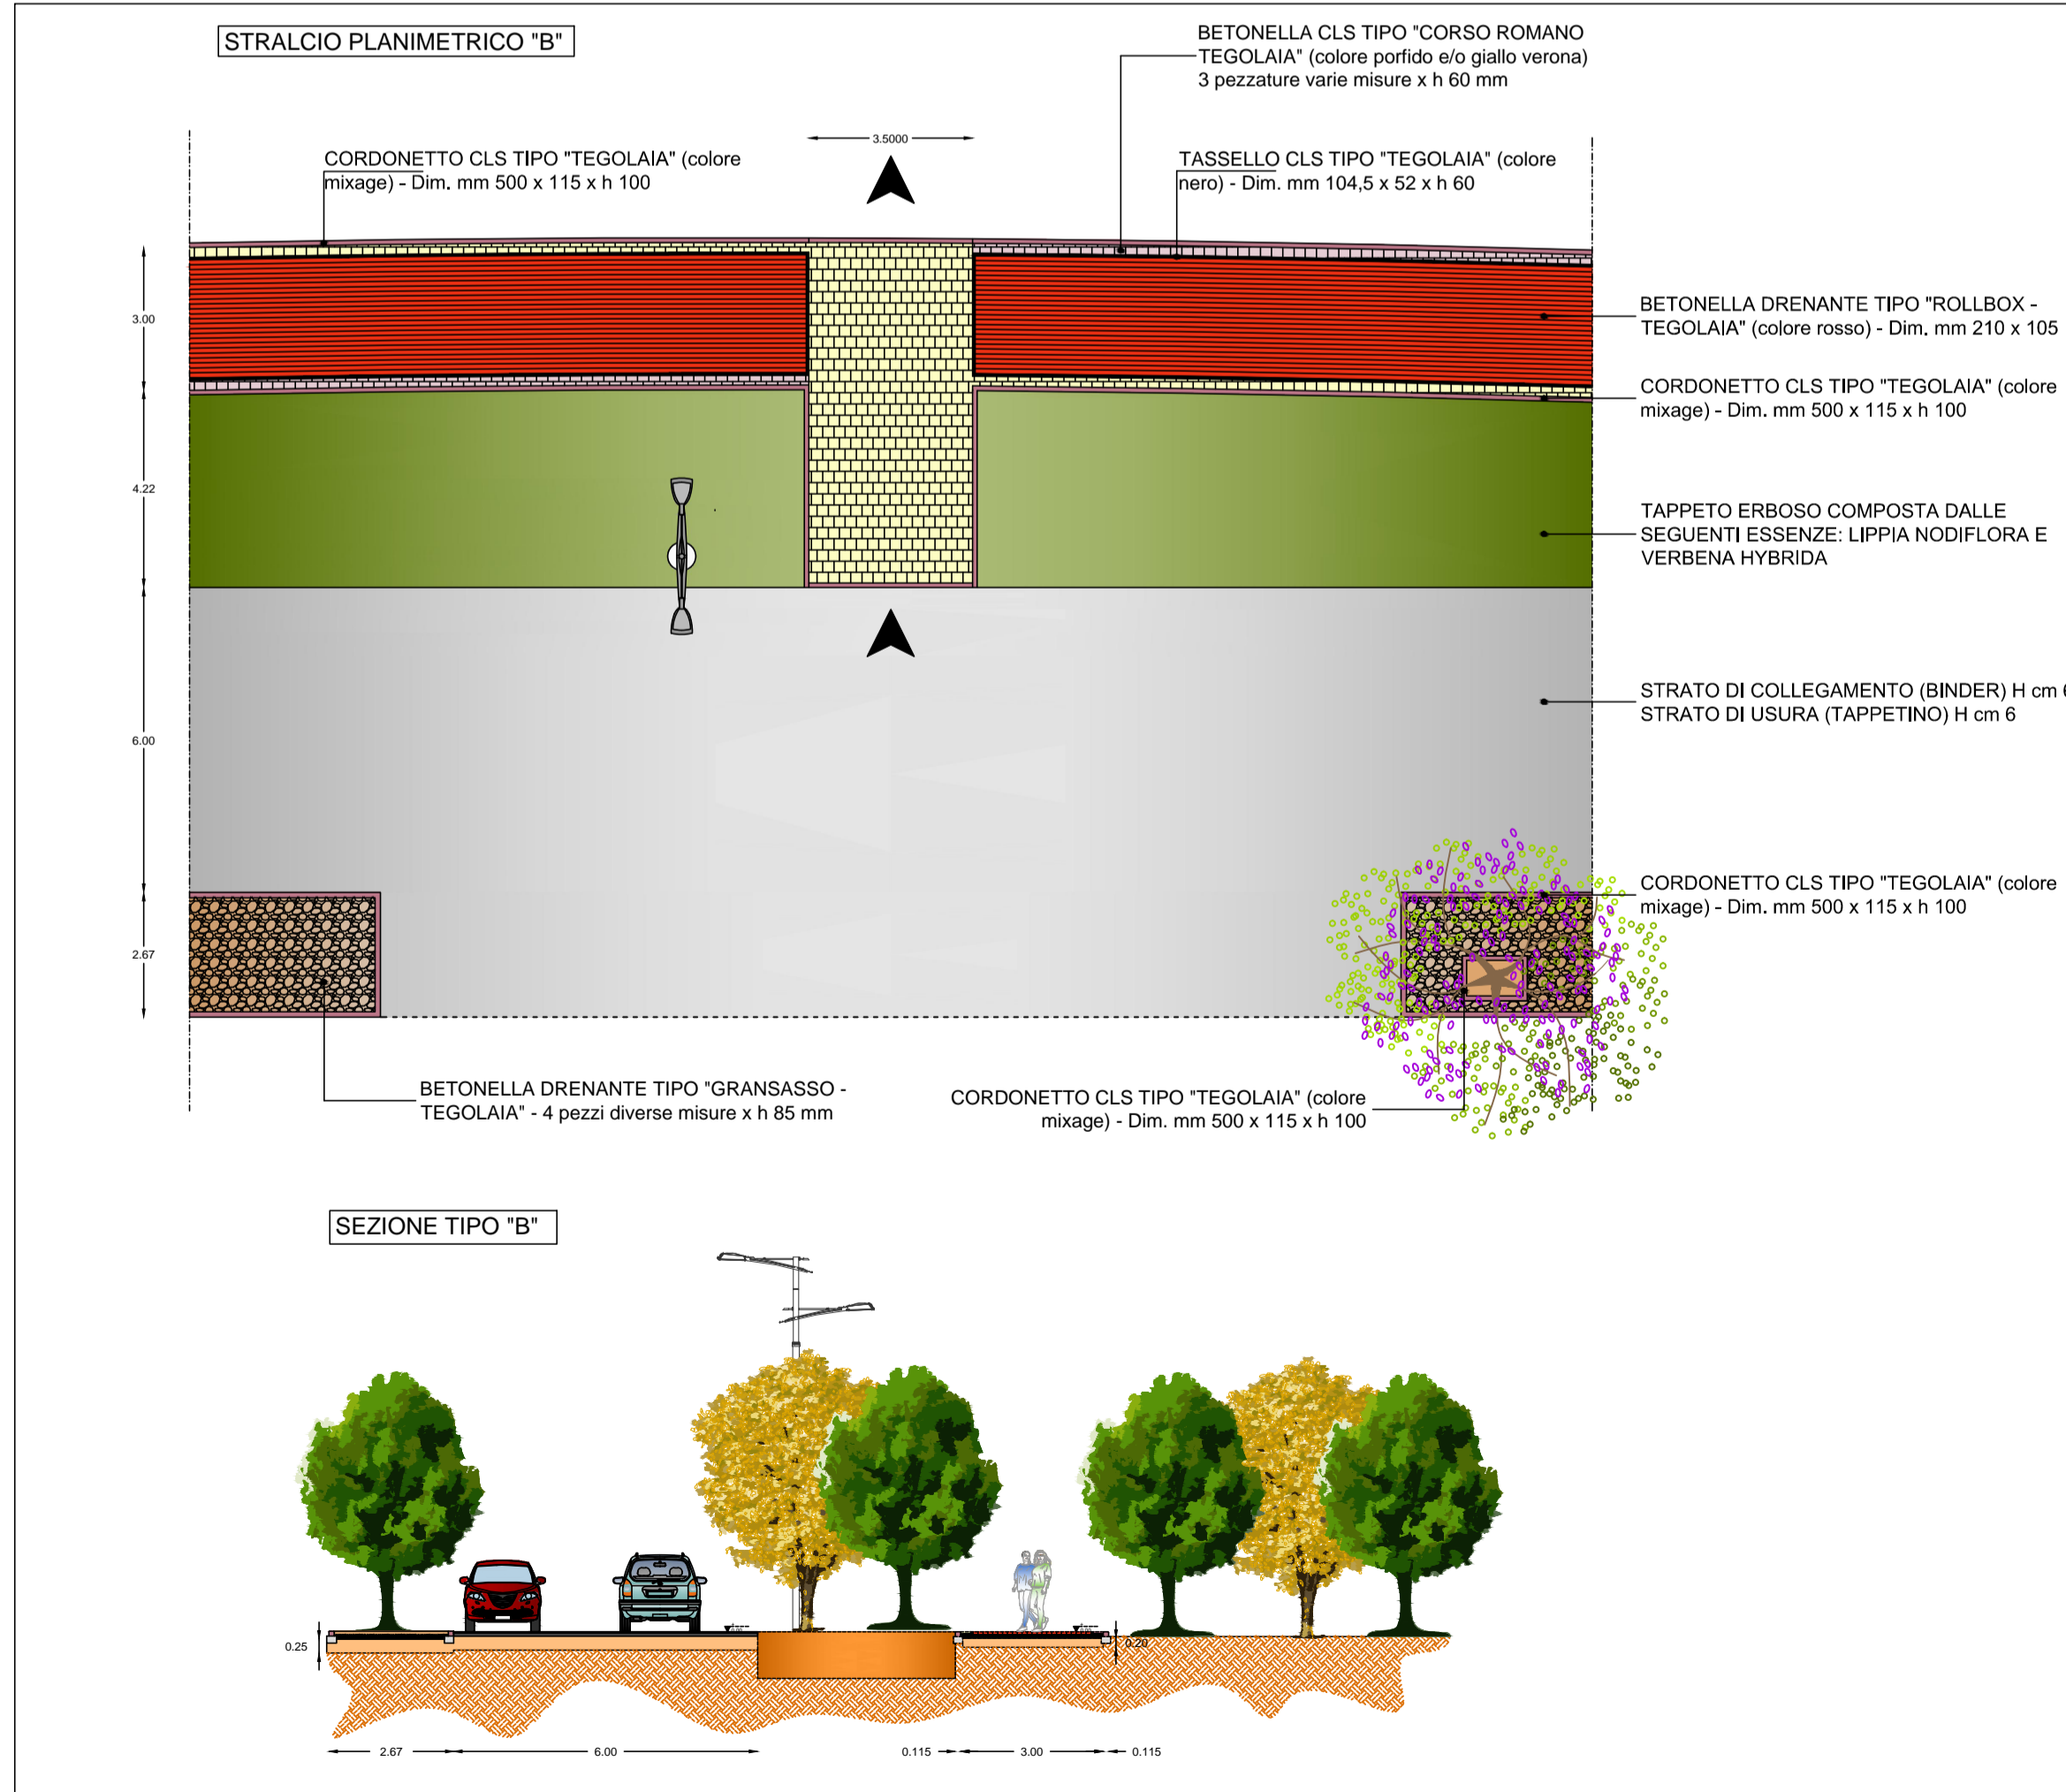 STRALCIO PLANIMETRICO "B"
BETONELLA CLS TIPO "CORSO ROMANO
TEGOLAIA" (colore porfido e/o giallo verona)
3 pezzature varie misure x h 60 mm
3.5000
CORDONETTO CLS TIPO "TEGOLAIA" (colore
mixage) - Dim. mm 500 x 115 x h 100
TASSELLO CLS TIPO "TEGOLAIA" (colore
nero) - Dim. mm 104,5 x 52 x h 60
3.00
BETONELLA DRENANTE TIPO "ROLLBOX -
TEGOLAIA" (colore rosso) - Dim. mm 210 x 105
CORDONETTO CLS TIPO "TEGOLAIA" (colore
mixage) - Dim. mm 500 x 115 x h 100
4.22
TAPPETO ERBOSO COMPOSTA DALLE
SEGUENTI ESSENZE: LIPPIA NODIFLORA E
VERBENA HYBRIDA
6.00
STRATO DI COLLEGAMENTO (BINDER) H cm
STRATO DI USURA (TAPPETINO) H cm 6
2.67
CORDONETTO CLS TIPO "TEGOLAIA" (colore
mixage) - Dim. mm 500 x 115 x h 100
BETONELLA DRENANTE TIPO "GRANSASSO -
TEGOLAIA" - 4 pezzi diverse misure x h 85 mm
CORDONETTO CLS TIPO "TEGOLAIA" (colore
mixage) - Dim. mm 500 x 115 x h 100
SEZIONE TIPO "B"
0.25
0.20
2.67
6.00
0.115
3.00
0.115